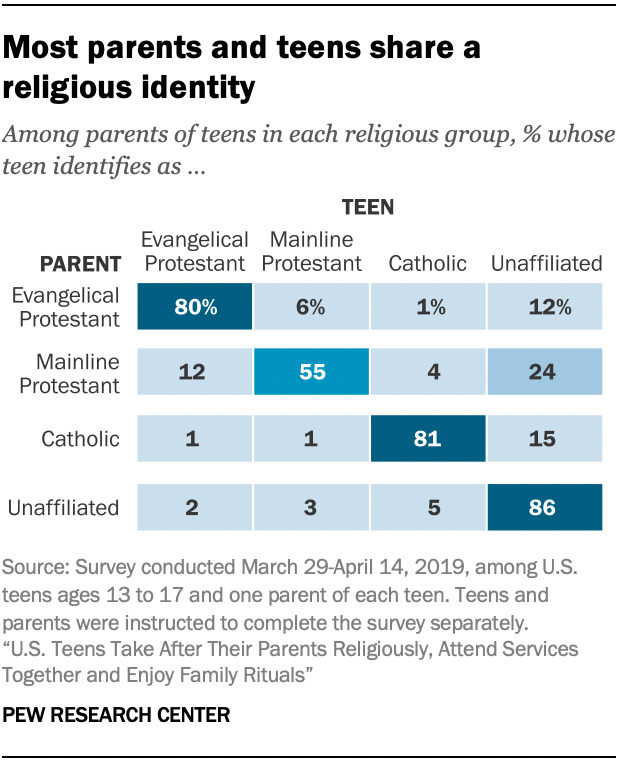 Most parents and teens share a
religious identity
Among parents of teens in each religious group, % whose
teen identifies as ...
TEEN
PARENT
Evangelical
Protestant
Mainline
Protestant
Catholic
Unaffiliated
Evangelical
Protestant
80% 6% 1% 12%
Mainline
Protestant
12 55 4 24
Catholic 1 1 81 15
Unaffiliated 2 3 5 86
Source: Survey conducted March 29-April 14, 2019, among U.S.
teens ages 13 to 17 and one parent of each teen. Teens and
parents were instructed to complete the survey separately.
“U.S. Teens Take After Their Parents Religiously, Attend Services
Together and Enjoy Family Rituals”
PEW RESEARCH CENTER